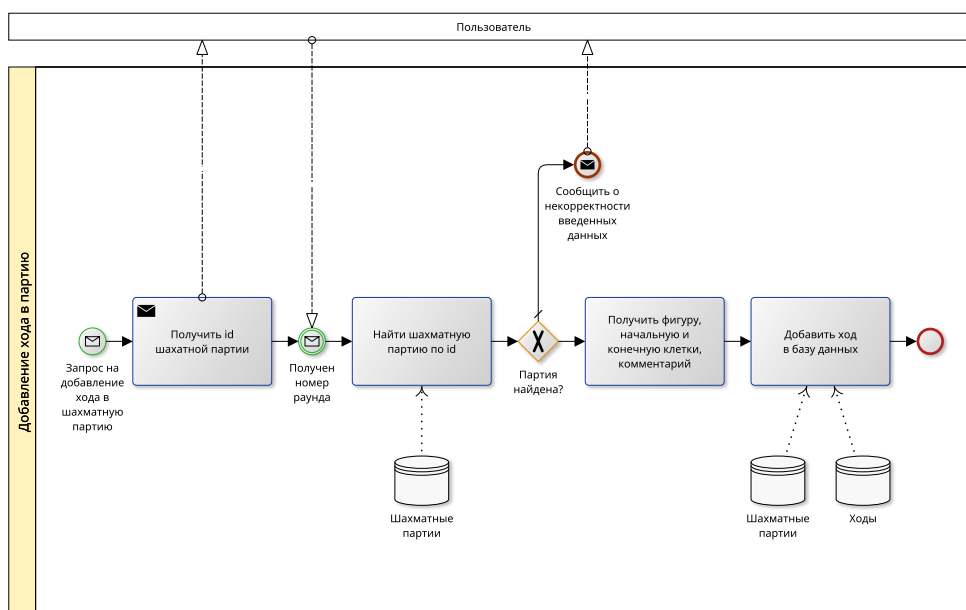 Пользователь
Добавление хода в партию
Сообщить о
некорректности
введенных
данных
Запрос на
добавление
хода в
шахматную
партию
Получить id
шахатной партии
Получен
номер
раунда
Найти шахматную
партию по id
Партия
найдена?
Получить фигуру,
начальную и
конечную клетки,
комментарий
Добавить ход
в базу данных
Шахматные
партии
Шахматные
партии
Ходы